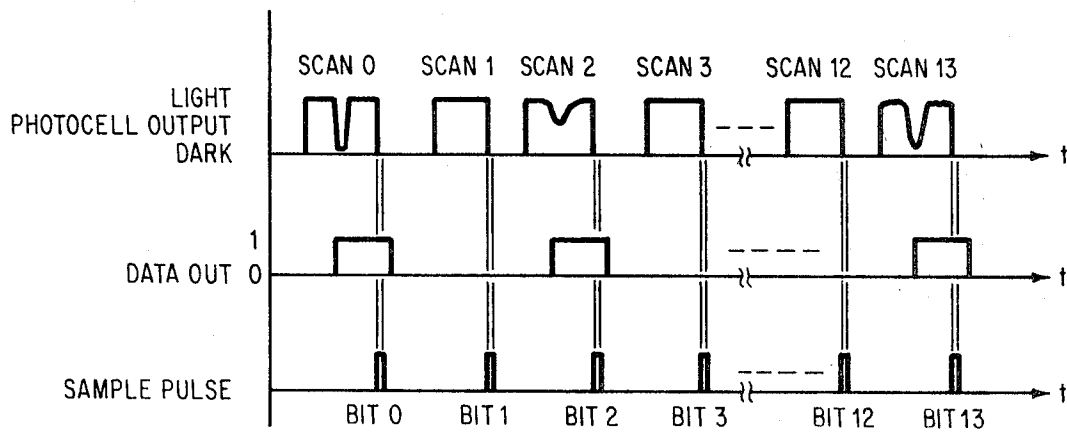 SCAN 0 SCAN 1 SCAN 2 SCAN 3 SCAN 12 SCAN 13
LIGHT
PHOTOCELL OUTPUT
DARK
t
1
DATA OUT 0
t
SAMPLE PULSE
t
BIT 0 BIT 1 BIT 2 BIT 3 BIT 12 BIT 13